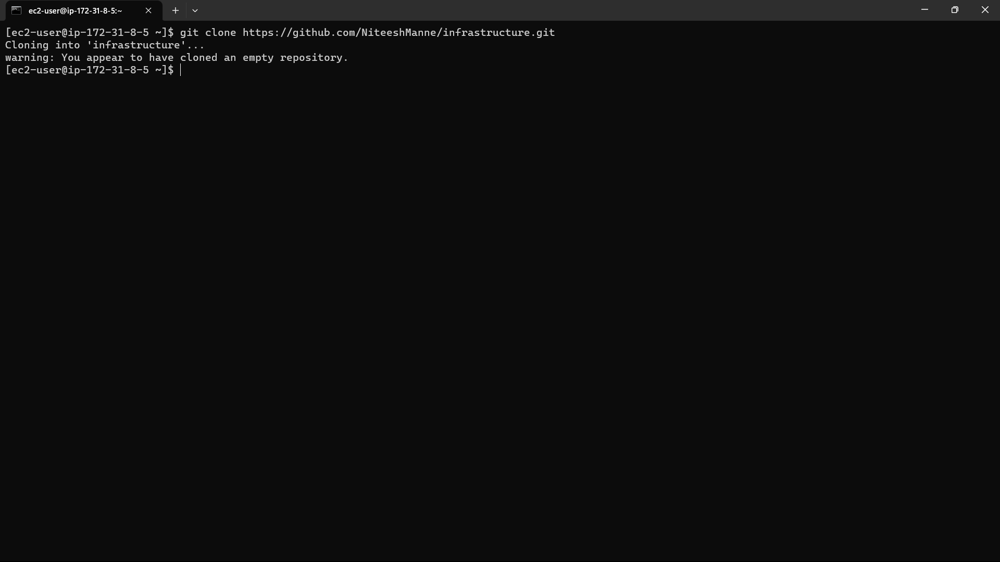 ec2-user@ip-172-31-8-5:~
[ec2-user@ip-172-31-8-5 ~]$ git clone https://github.com/NiteeshManne/infrastructure.git
Cloning into 'infrastructure'...
warning: You appear to have cloned an empty repository.
[ec2-user@ip-172-31-8-5 ~]$